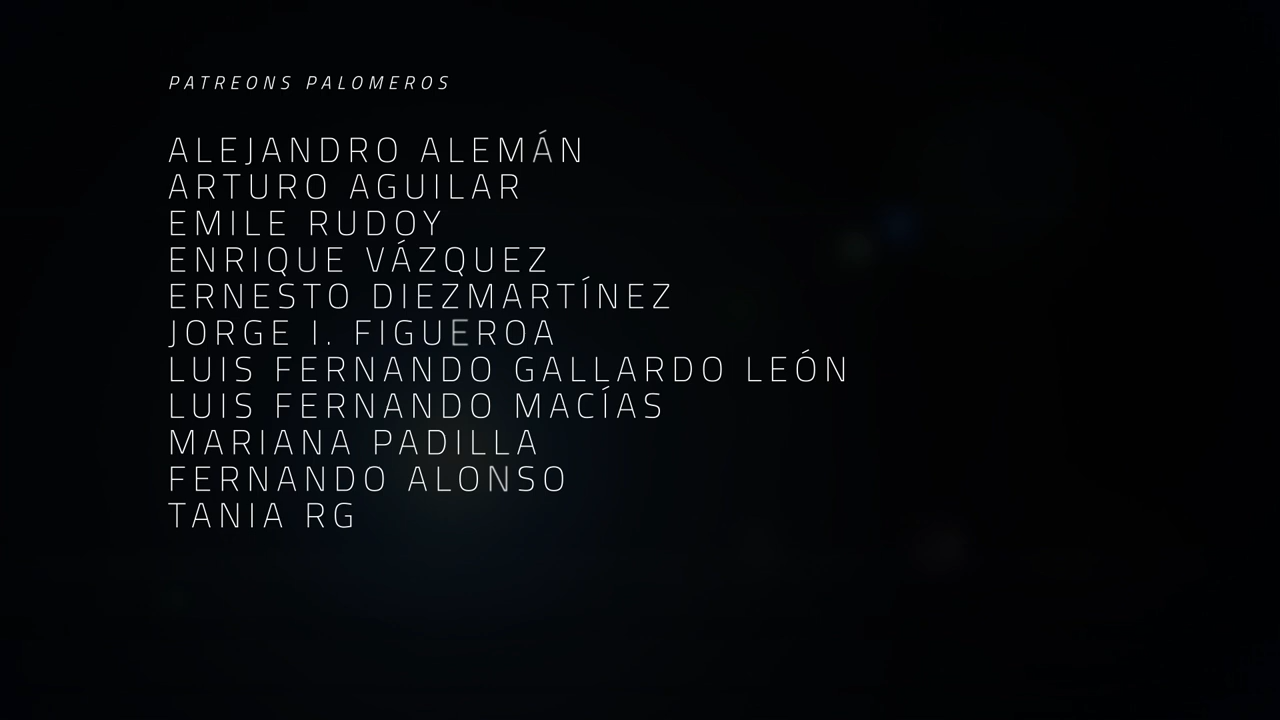 PATREONS PALOMEROS
ALEJANDRO ALEMÁN
ARTURO AGUILAR
EMILE RUDOY
ENRIQUE VÁZQUEZ
ERNESTO DIEZMARTÍNEZ
JORGE I. FIGUEROA
LUIS FERNANDO GALLARDO LEÓN
LUIS FERNANDO MACÍAS
MARIANA PADILLA
FERNANDO ALONSO
TANIA RG